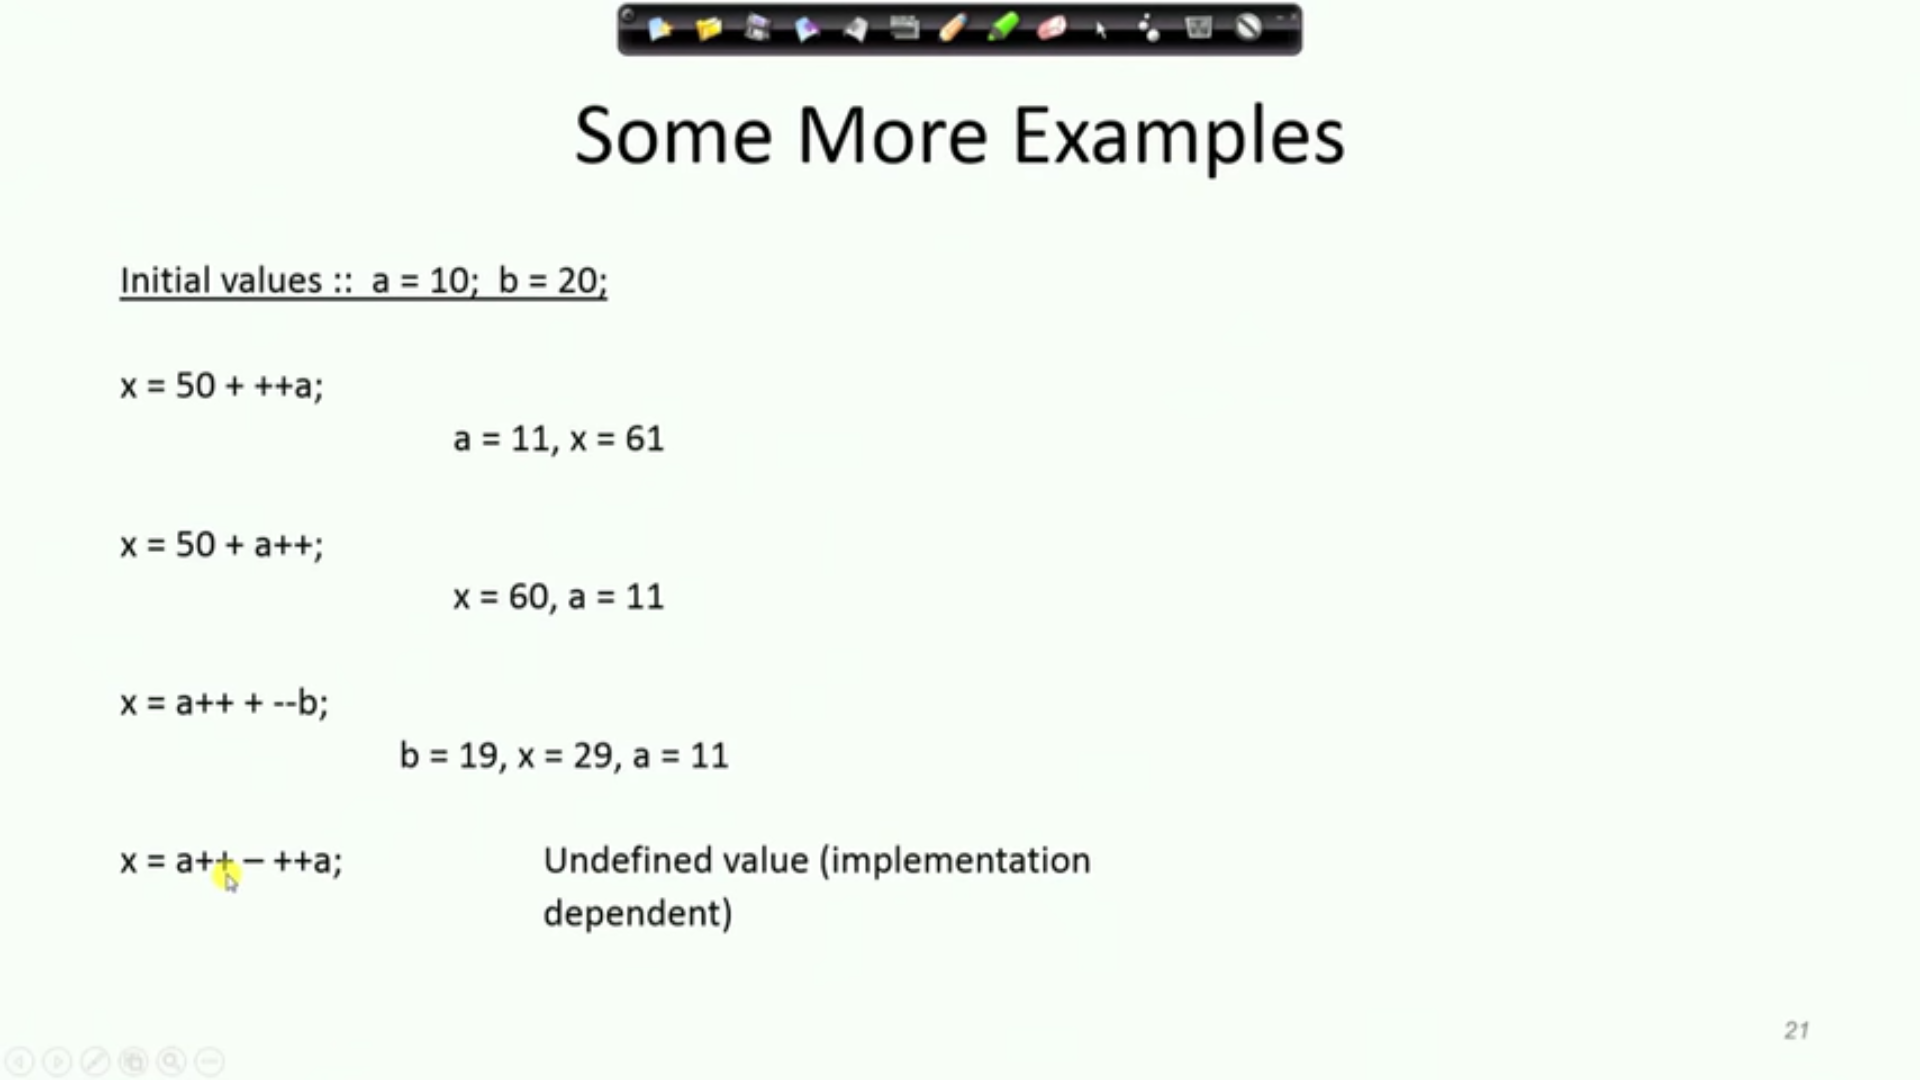 Some More Examples
Initial values :: a = 10; b = 20;
x = 50 + ++a;
a = 11, x = 61
x = 50 + a++;
x = 60, a = 11
x = a++ + --b;
b = 19, x = 29, a = 11
x = a++ – ++a;
Undefined value (implementation
dependent)
21